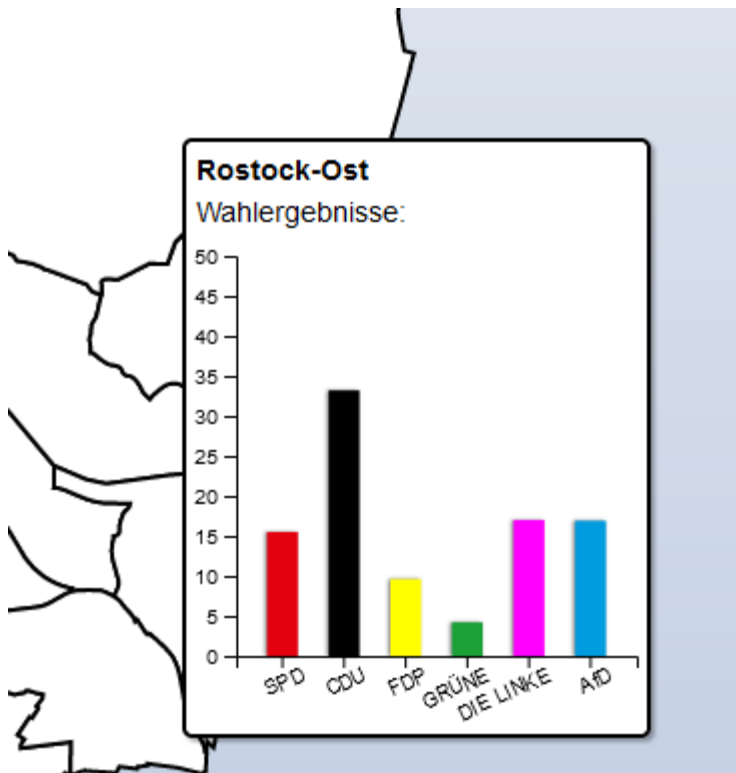 Rostock-Ost
Wahlergebnisse:
50
45
40
35
30
25
20
15
10
5
0
SPD
CDU
FDP
GRÜNE
DIE LINKE
AfD